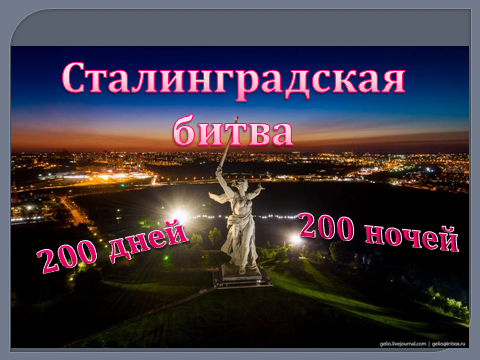 Сталинградская
битва
200 дней
200 ночей
gelio.livejournal.com | gelio@inbox.ru